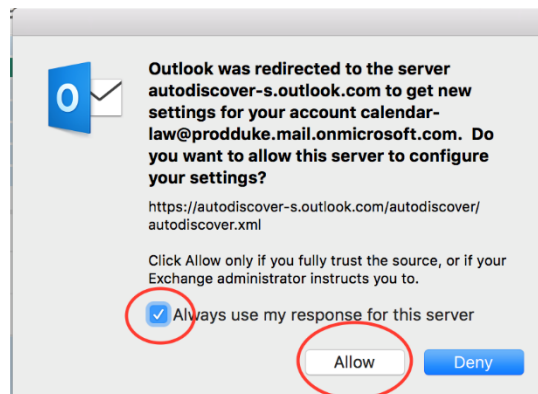 Outlook was redirected to the server
autodiscover-s.outlook.com to get new
settings for your account calendar-
law@prodduke.mail.onmicrosoft.com. Do
you want to allow this server to configure
your settings?
https://autodiscover-s.outlook.com/autodiscover/
autodiscover.xml
Click Allow only if you fully trust the source, or if your
Exchange administrator instructs you to.
Always use my response for this server
Allow Deny